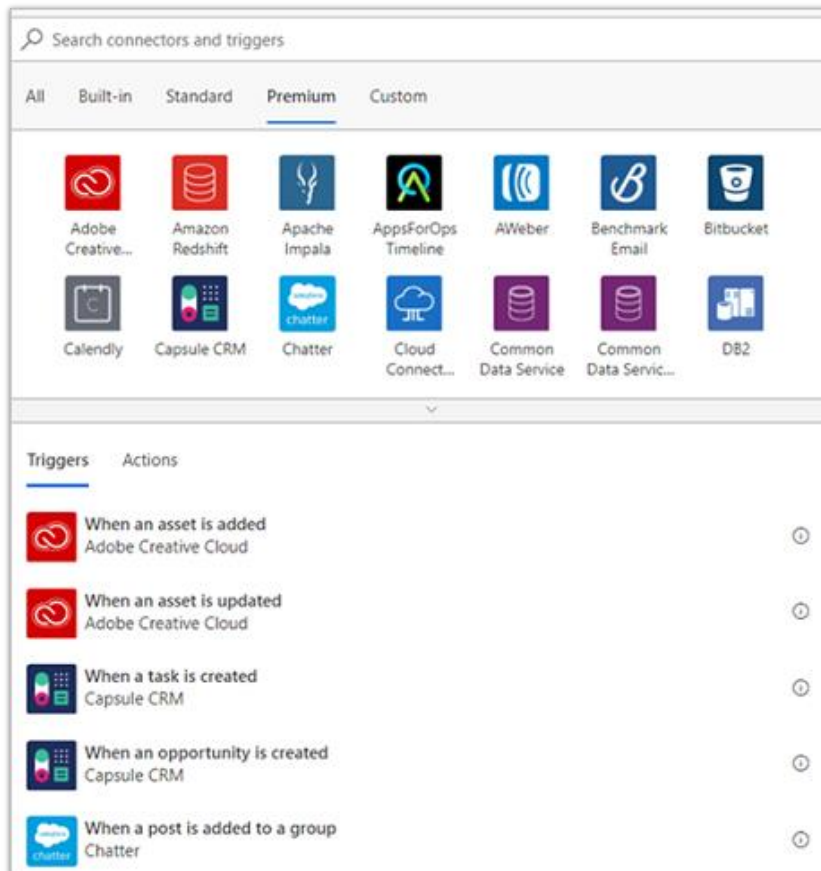 Search connectors and triggers
All Built-in Standard Premium Custom
Adobe Creative...
Amazon Redshift
Apache Impala
AppsForOps Timeline
AWeber
Benchmark Email
Bitbucket
Calendly
Capsule CRM
chatter
Chatter
Cloud Connect...
Common Data Service
Common Data Servic...
DB2
Triggers Actions
When an asset is added
Adobe Creative Cloud
When an asset is updated
Adobe Creative Cloud
When a task is created
Capsule CRM
When an opportunity is created
Capsule CRM
When a post is added to a group
chatter
Chatter